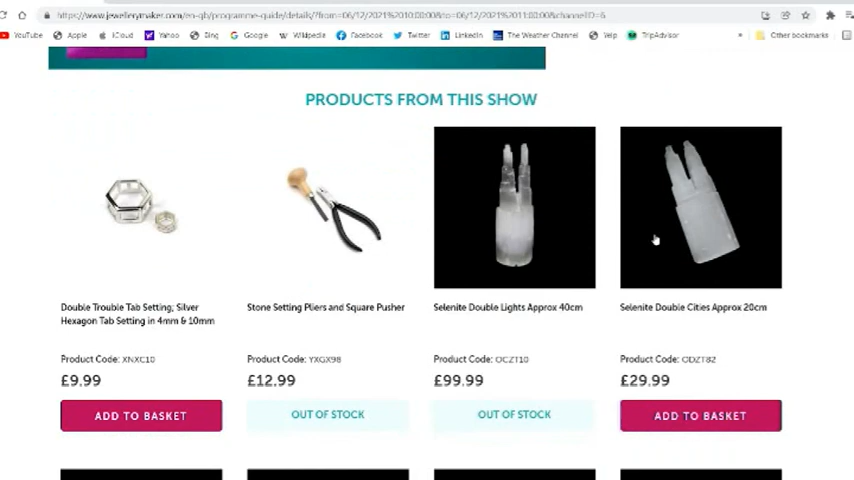 https://www.jewellerymaker.com/en-gb/programme-guide/details/?from=06/12/2021%2010:00:00&to=06/12/2021%2011:00:00&channelID=6
YouTube Apple iCloud Yahoo Bing Google Wikipedia Facebook Twitter LinkedIn The Weather Channel Yelp TripAdvisor » Other bookmarks
PRODUCTS FROM THIS SHOW
Double Trouble Tab Setting; Silver
Hexagon Tab Setting in 4mm & 10mm
Stone Setting Pliers and Square Pusher
Selenite Double Lights Approx 40cm
Selenite Double Cities Approx 20cm
Product Code: XNXC10
Product Code: YXGX98
Product Code: OCZT10
Product Code: ODZT82
£9.99
£12.99
£99.99
£29.99
ADD TO BASKET
OUT OF STOCK
OUT OF STOCK
ADD TO BASKET